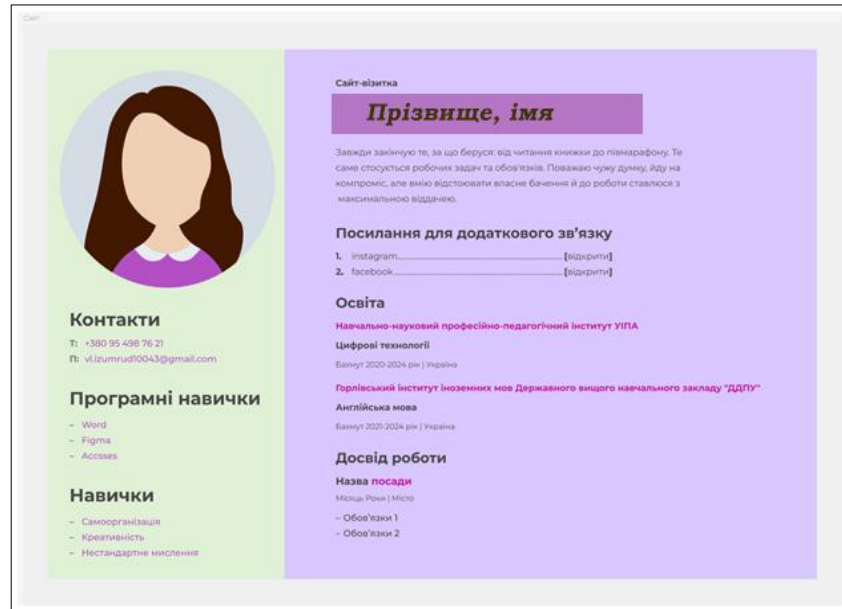 Сайт
Контакти
Т: +380 95 498 76 21
П: vl.izumrud10043@gmail.com
Програмні навички
– Word
– Figma
– Accsses
Навички
– Самоорганізація
– Креативність
– Нестандартне мислення
Сайт-візитка
Прізвище, імя
Завжди закінчую те, за що беруся: від читання книжки до півмарафону. Те
саме стосується робочих задач та обов'язків. Поважаю чужу думку, йду на
компроміс, але вмію відстоювати власне бачення й до роботи ставлюся з
максимальною віддачею.
Посилання для додаткового зв’язку
1. instagram [відкрити]
2. facebook [відкрити]
Освіта
Навчально-науковий професійно-педагогічний інститут УІПА
Цифрові технології
Бахмут 2020-2024 рік | Україна
Горлівський інститут іноземних мов Державного вищого навчального закладу "ДДПУ"
Англійська мова
Бахмут 2021-2024 рік | Україна
Досвід роботи
Назва посади
Місяць Роки | Місто
– Обов’язки 1
– Обов’язки 2